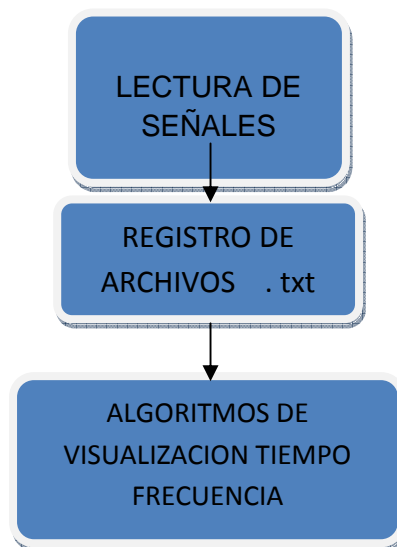 LECTURA DE
SEÑALES
REGISTRO DE
ARCHIVOS . txt
ALGORITMOS DE
VISUALIZACION TIEMPO
FRECUENCIA